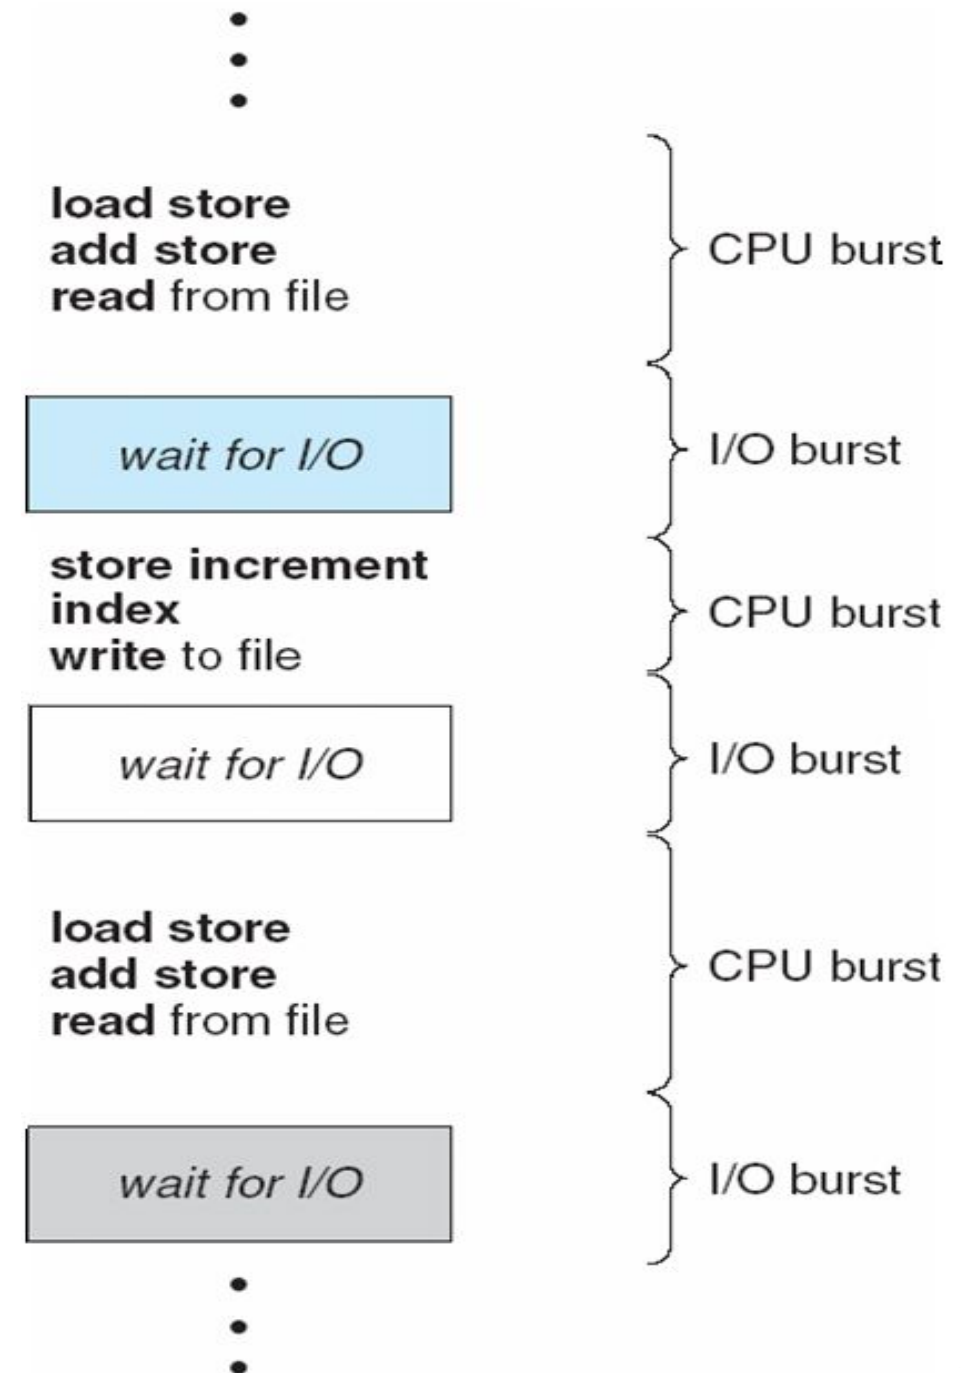 load store
add store
read from file
CPU burst
wait for I/O
I/O burst
store increment
index
write to file
CPU burst
wait for I/O
I/O burst
load store
add store
read from file
CPU burst
wait for I/O
I/O burst